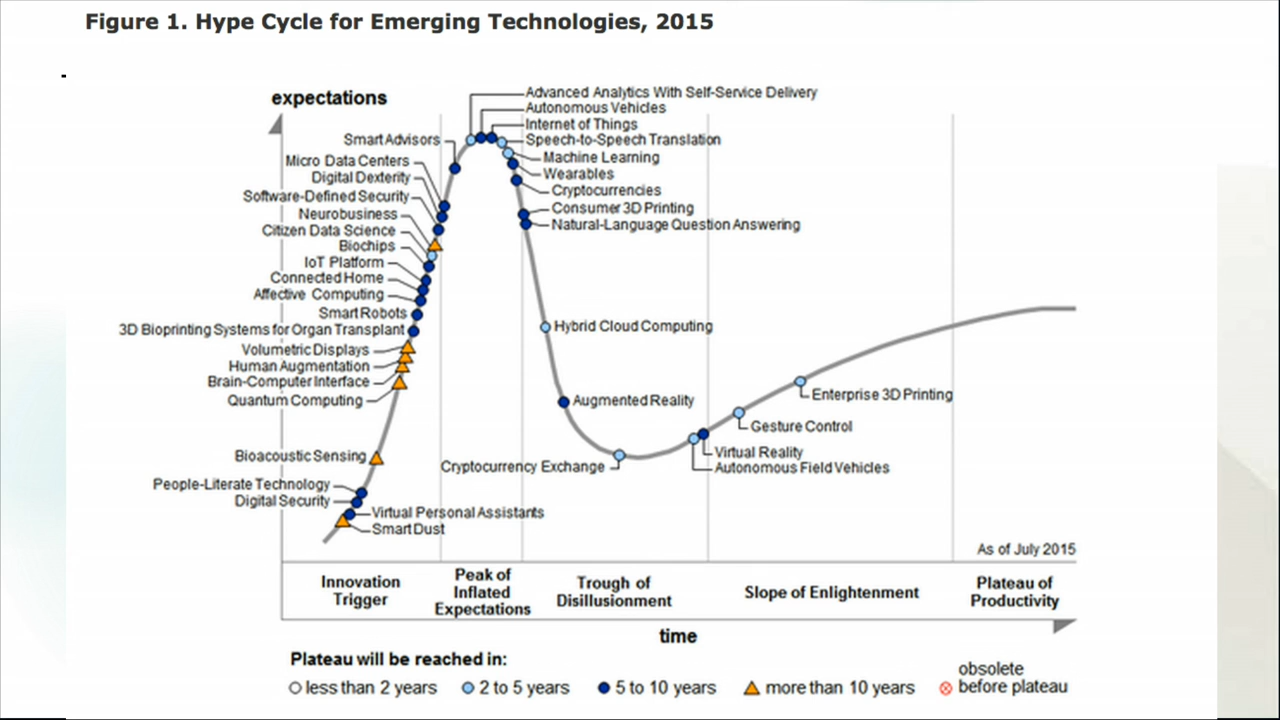 Figure 1. Hype Cycle for Emerging Technologies, 2015
expectations
Advanced Analytics With Self-Service Delivery
Autonomous Vehicles
Internet of Things
Smart Advisors
Speech-to-Speech Translation
Machine Learning
Micro Data Centers
Wearables
Digital Dexterity
Cryptocurrencies
Software-Defined Security
Consumer 3D Printing
Neurobusiness
Natural-Language Question Answering
Citizen Data Science
Biochips
IoT Platform
Connected Home
Affective Computing
Smart Robots
Hybrid Cloud Computing
3D Bioprinting Systems for Organ Transplant
Volumetric Displays
Human Augmentation
Brain-Computer Interface
Quantum Computing
Augmented Reality
Enterprise 3D Printing
Gesture Control
Bioacoustic Sensing
Virtual Reality
Cryptocurrency Exchange
Autonomous Field Vehicles
People-Literate Technology
Digital Security
Virtual Personal Assistants
Smart Dust
As of July 2015
Innovation
Trigger
Peak of
Inflated
Expectations
Trough of
Disillusionment
Slope of Enlightenment
Plateau of
Productivity
time
Plateau will be reached in:
less than 2 years
2 to 5 years
5 to 10 years
more than 10 years
obsolete
before plateau